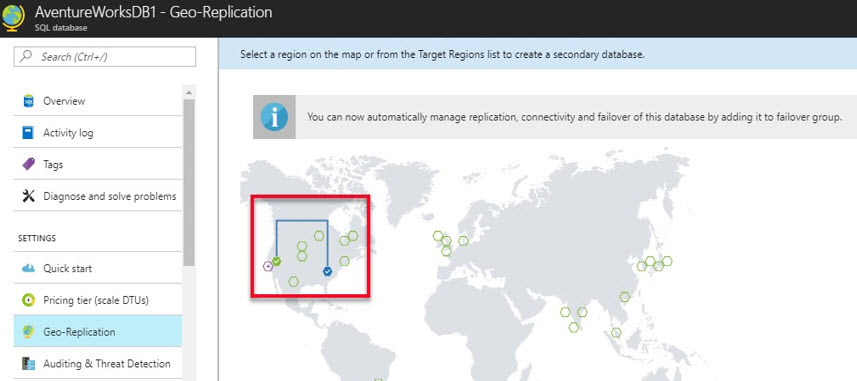 AventureWorksDB1 - Geo-Replication
SQL database
Search (Ctrl+/)
Overview
Activity log
Tags
Diagnose and solve problems
SETTINGS
Quick start
Pricing tier (scale DTUs)
Geo-Replication
Auditing & Threat Detection
Select a region on the map or from the Target Regions list to create a secondary database.
You can now automatically manage replication, connectivity and failover of this database by adding it to failover group.